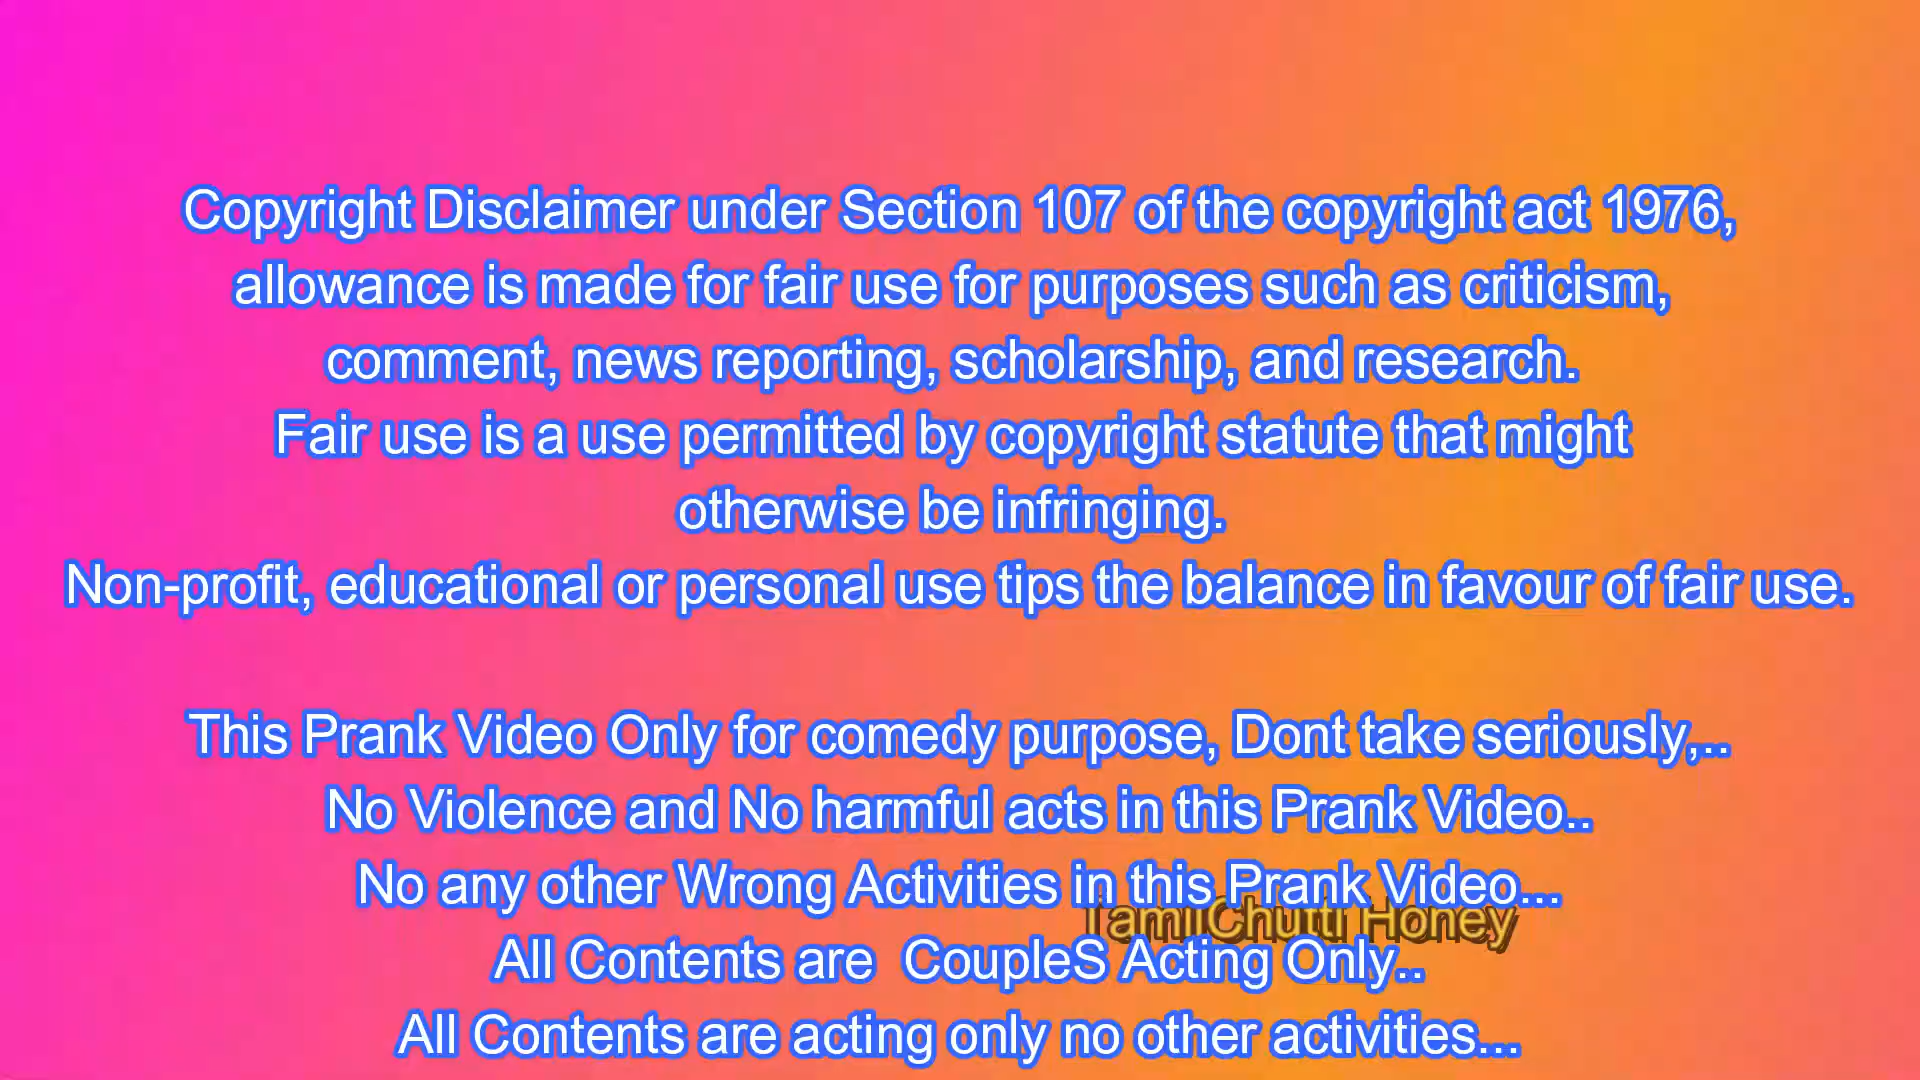 Copyright Disclaimer under Section 107 of the copyright act 1976,
allowance is made for fair use for purposes such as criticism,
comment, news reporting, scholarship, and research.
Fair use is a use permitted by copyright statute that might
otherwise be infringing.
Non-profit, educational or personal use tips the balance in favour of fair use.
This Prank Video Only for comedy purpose, Dont take seriously,..
No Violence and No harmful acts in this Prank Video..
No any other Wrong Activities in this Prank Video...
TamilChutti Honey
All Contents are  CoupleS Acting Only..
All Contents are acting only no other activities...